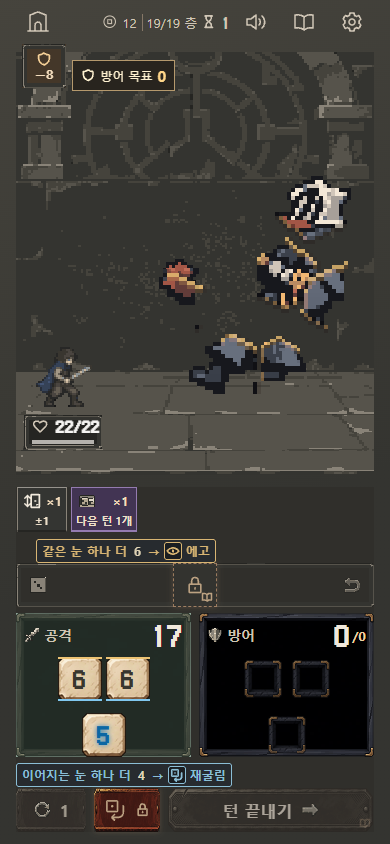 12 19/19 층 1
−8
방어 목표 0
22/22
×1
±1
×1
다음 턴 1개
같은 눈 하나 더 6 → 예고
공격 17
방어 0/0
6 6
5
이어지는 눈 하나 더 4 → 재굴림
1
턴 끝내기